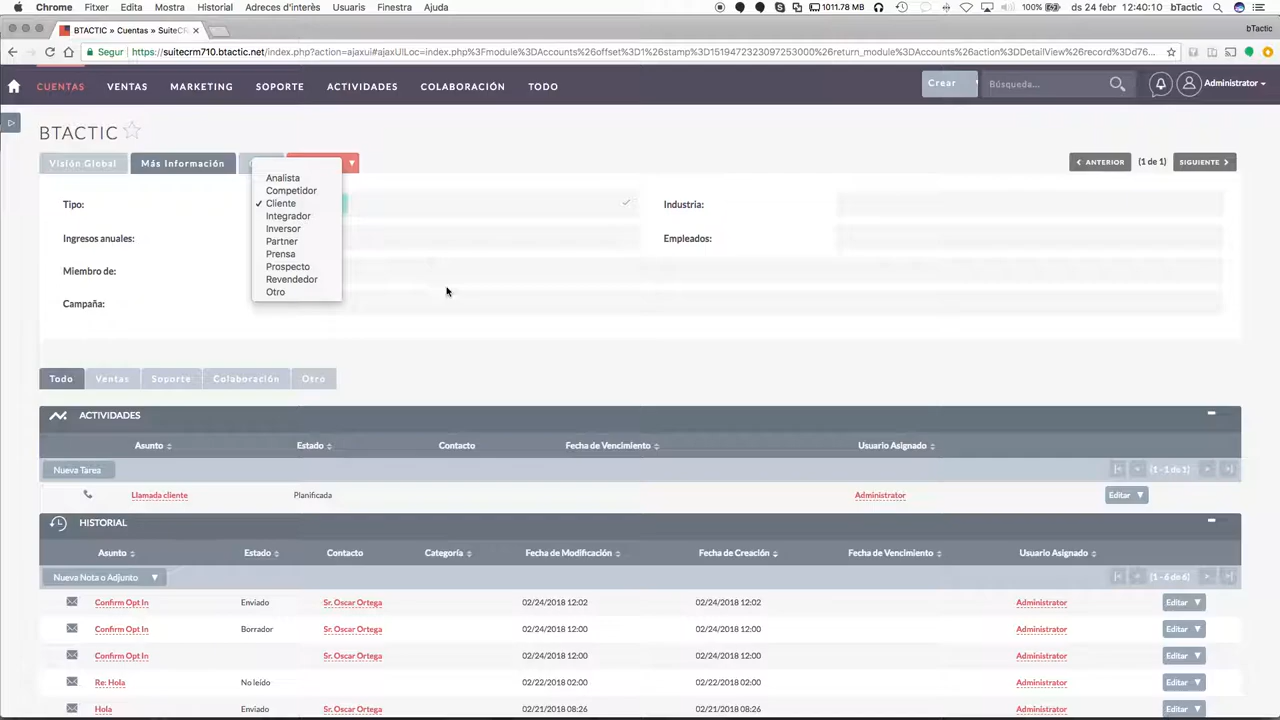 Chrome Fitxer Edita Mostra Historial Adreces d'interès Usuaris Finestra Ajuda 1011.78 MB 100% ds 24 febr 12:40:10 bTactic
BTACTIC » Cuentas » SuiteCR bTactic
Segur https://suitecrm710.btactic.net/index.php?action=ajaxui#ajaxUILoc=index.php%3Fmodule%3DAccounts%26offset%3D1%26stamp%3D1519472323097253000%26return_module%3DAccounts%26action%3DDetailView%26record%3Dd76...
CUENTAS VENTAS MARKETING SOPORTE ACTIVIDADES COLABORACIÓN TODO Crear Búsqueda... Administrator
BTACTIC
Visión Global Más Información ANTERIOR (1 de 1) SIGUIENTE
Analista
Competidor
Cliente
Integrador
Inversor
Partner
Prensa
Prospecto
Revendedor
Otro
Tipo: Industria:
Ingresos anuales: Empleados:
Miembro de:
Campaña:
Todo Ventas Soporte Colaboración Otro
ACTIVIDADES
Asunto Estado Contacto Fecha de Vencimiento Usuario Asignado
Nueva Tarea (1 - 1 de 1)
Llamada cliente Planificada Administrator Editar
HISTORIAL
Asunto Estado Contacto Categoría Fecha de Modificación Fecha de Creación Fecha de Vencimiento Usuario Asignado
Nueva Nota o Adjunto (1 - 6 de 6)
Confirm Opt In Enviado Sr. Oscar Ortega 02/24/2018 12:02 02/24/2018 12:02 Administrator Editar
Confirm Opt In Borrador Sr. Oscar Ortega 02/24/2018 12:00 02/24/2018 12:00 Administrator Editar
Confirm Opt In Sr. Oscar Ortega 02/24/2018 12:00 02/24/2018 12:00 Administrator Editar
Re: Hola No leído 02/22/2018 02:00 02/22/2018 02:00 Administrator Editar
Hola Enviado Sr. Oscar Ortega 02/21/2018 08:26 02/21/2018 08:26 Administrator Editar